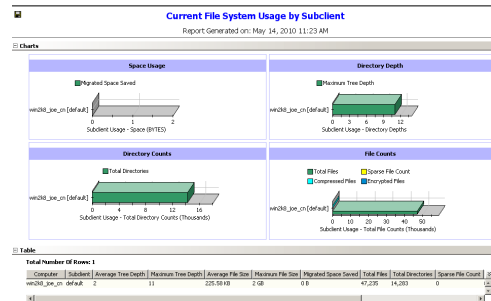 Current File System Usage by Subclient
Report Generated on: May 14, 2010 11:23 AM
Charts
Space Usage
Migrated Space Saved
win2k8_joe_cn [default]
0 1 2
Subclient Usage - Space (BYTES)
Directory Depth
Maximum Tree Depth
win2k8_joe_cn [default]
0 3 6 9 12
Subclient Usage - Directory Depths
Directory Counts
Total Directories
win2k8_joe_cn [default]
0 4 8 12 16
Subclient Usage - Total Directory Counts (Thousands)
File Counts
Total Files Sparse File Count
Compressed Files Encrypted Files
win2k8_joe_cn [default]
0 10 20 30 40 50
Subclient Usage - Total File Counts (Thousands)
Table
Total Number Of Rows: 1
Computer Subclient Average Tree Depth Maximum Tree Depth Average File Size Maximum File Size Migrated Space Saved Total Files Total Directories Sparse File Count
win2k8_joe_cn default 2 11 225.58 KB 2 GB 0 B 47,235 14,283 0